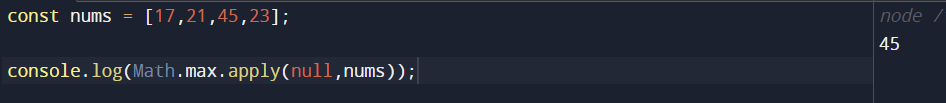 const nums = [17,21,45,23];
node /
45
console.log(Math.max.apply(null,nums));